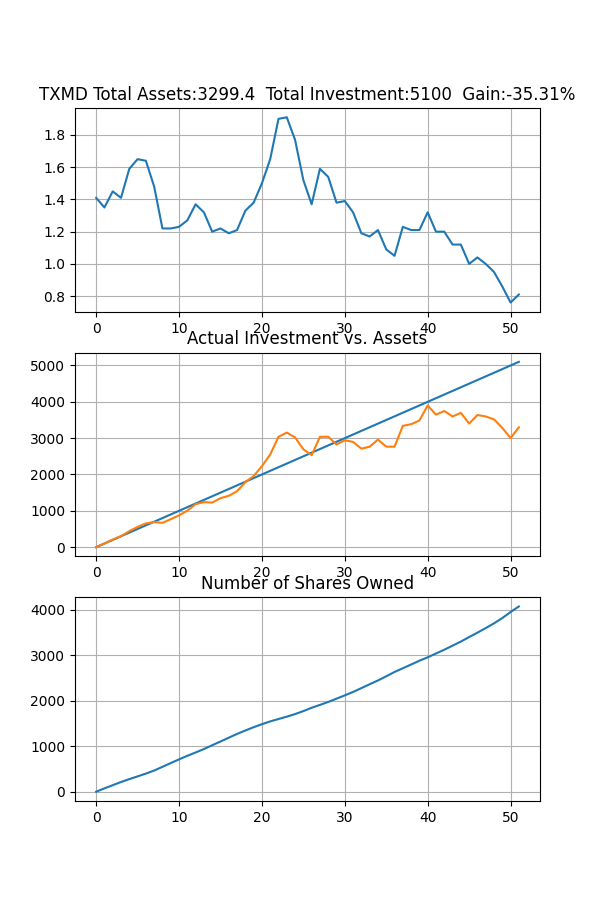 TXMD Total Assets:3299.4  Total Investment:5100  Gain:-35.31%
1.8
1.6
1.4
1.2
1.0
0.8
0 10 20 30 40 50
Actual Investment vs. Assets
5000
4000
3000
2000
1000
0
0 10 20 30 40 50
Number of Shares Owned
4000
3000
2000
1000
0
0 10 20 30 40 50